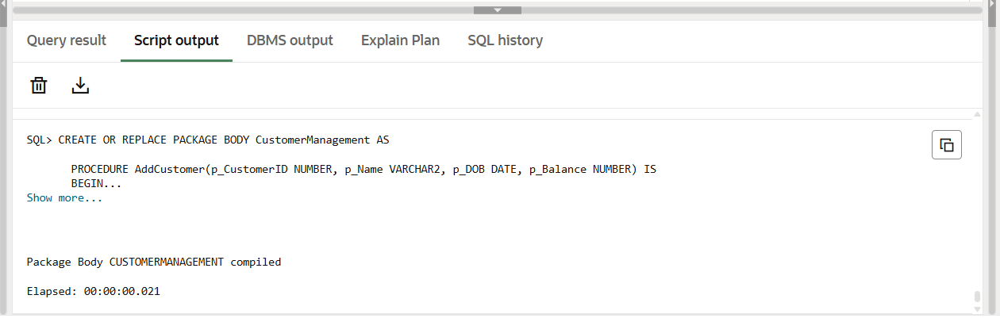 Query result Script output DBMS output Explain Plan SQL history
SQL> CREATE OR REPLACE PACKAGE BODY CustomerManagement AS
PROCEDURE AddCustomer(p_CustomerID NUMBER, p_Name VARCHAR2, p_DOB DATE, p_Balance NUMBER) IS
BEGIN...
Show more...
Package Body CUSTOMERMANAGEMENT compiled
Elapsed: 00:00:00.021